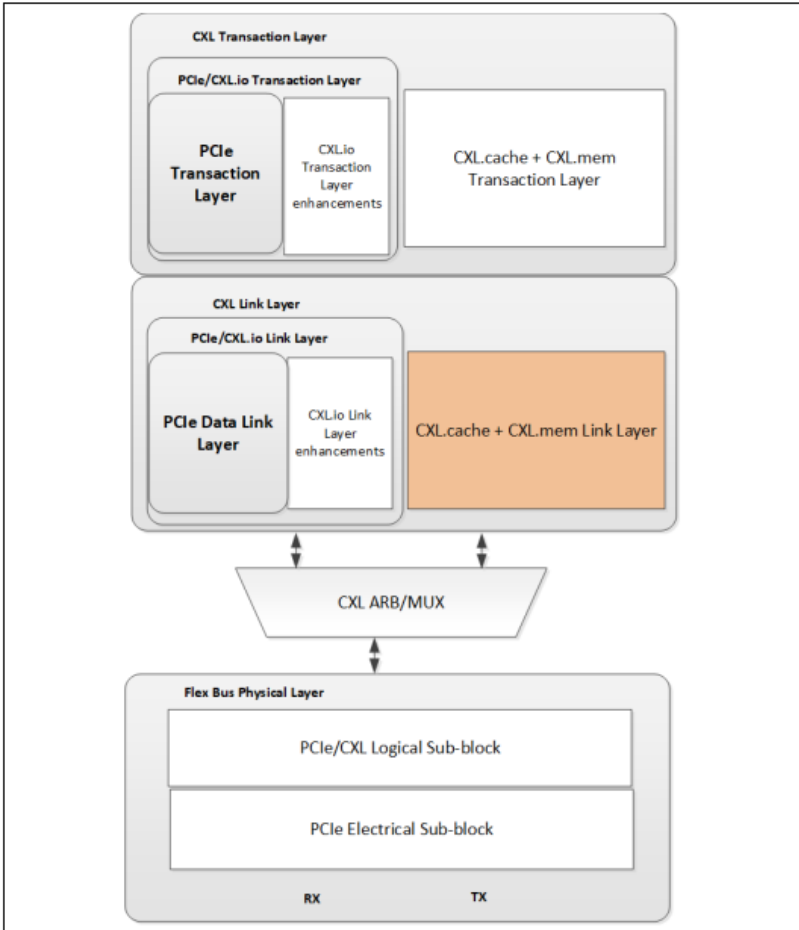 CXL Transaction Layer
PCIe/CXL.io Transaction Layer
PCIe
Transaction
Layer
CXL.io
Transaction
Layer
enhancements
CXL.cache + CXL.mem
Transaction Layer
CXL Link Layer
PCIe/CXL.io Link Layer
PCIe Data Link
Layer
CXL.io Link
Layer
enhancements
CXL.cache + CXL.mem Link Layer
CXL ARB/MUX
Flex Bus Physical Layer
PCIe/CXL Logical Sub-block
PCIe Electrical Sub-block
RX
TX